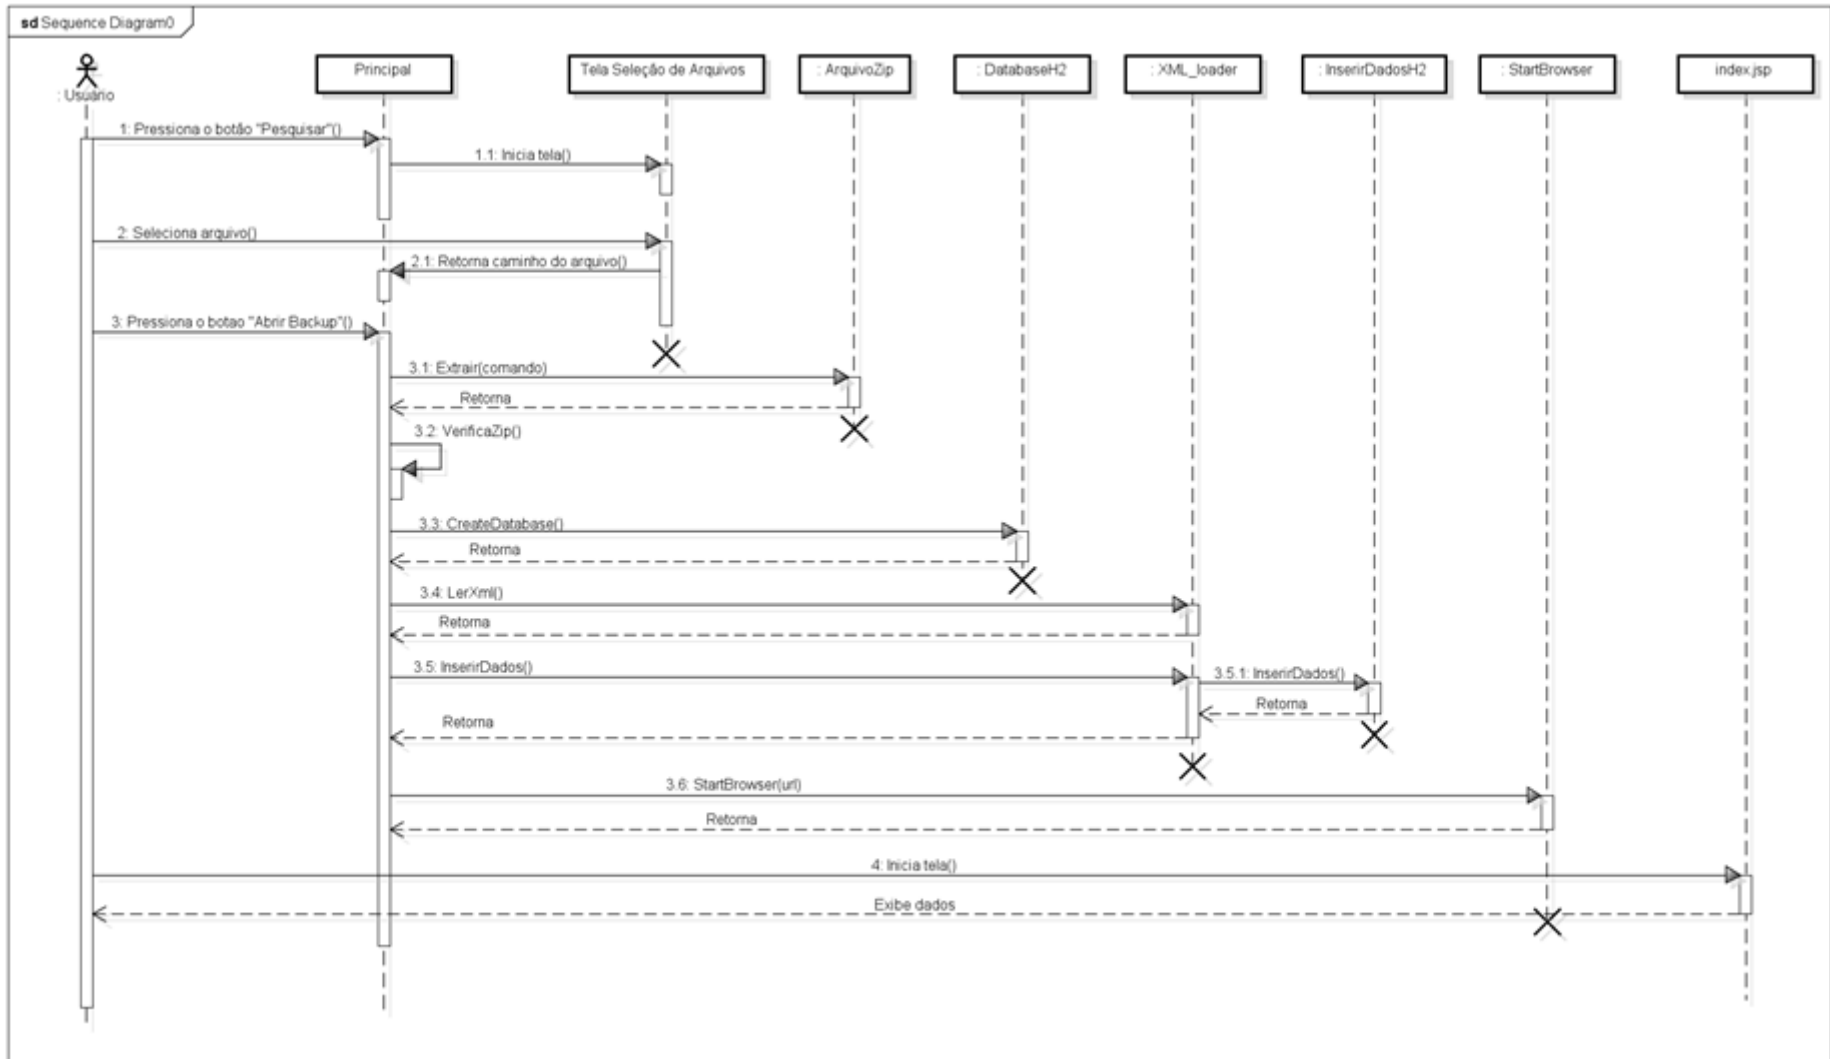 sd Sequence Diagram0
: Usuário
Principal
Tela Seleção de Arquivos
: ArquivoZip
: DatabaseH2
: XML_loader
: InserirDadosH2
: StartBrowser
index.jsp
1: Pressiona o botão "Pesquisar"()
1.1: Inicia tela()
2: Seleciona arquivo()
2.1: Retorna caminho do arquivo()
3: Pressiona o botao "Abrir Backup"()
3.1: Extrair(comando)
Retorna
3.2: VerificaZip()
3.3: CreateDatabase()
Retorna
3.4: LerXml()
Retorna
3.5: InserirDados()
3.5.1: InserirDados()
Retorna
Retorna
3.6: StartBrowser(url)
Retorna
4: Inicia tela()
Exibe dados